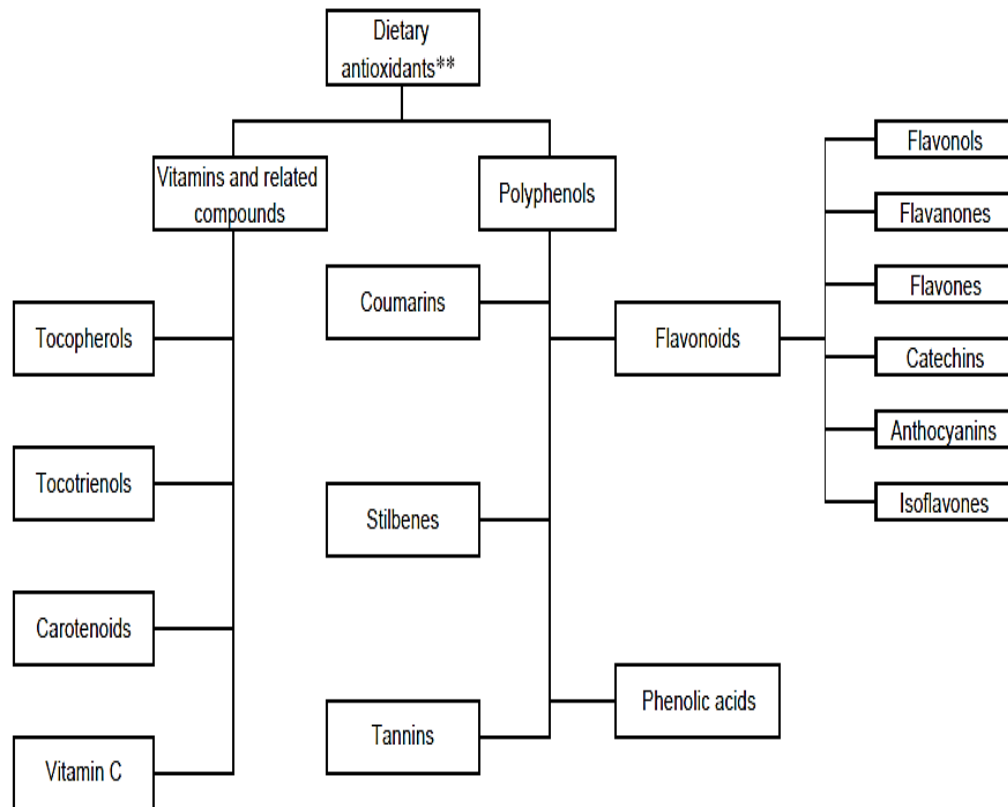 Dietary
antioxidants**
Vitamins and related
compounds
Polyphenols
Tocopherols
Tocotrienols
Carotenoids
Vitamin C
Coumarins
Stilbenes
Tannins
Flavonoids
Phenolic acids
Flavonols
Flavanones
Flavones
Catechins
Anthocyanins
Isoflavones